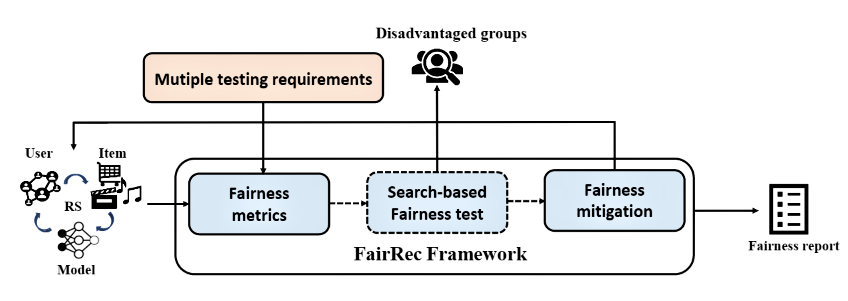 Disadvantaged groups
Mutiple testing requirements
User
Item
RS
Model
Fairness
metrics
Search-based
Fairness test
Fairness
mitigation
FairRec Framework
Fairness report